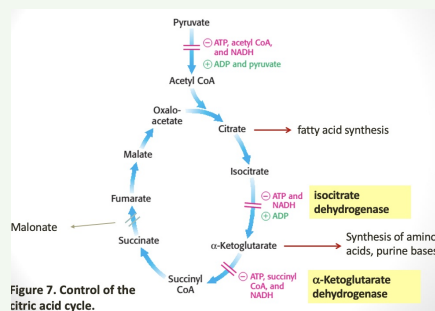 Pyruvate
⊖ ATP, acetyl CoA,
and NADH
⊕ ADP and pyruvate
Acetyl CoA
Oxalo-
acetate
Citrate
fatty acid synthesis
Malate
Isocitrate
⊖ ATP and
NADH
⊕ ADP
isocitrate
dehydrogenase
Fumarate
Malonate
Succinate
α-Ketoglutarate
Synthesis of amino
acids, purine bases
Succinyl
CoA
⊖ ATP, succinyl
CoA, and
NADH
α-Ketoglutarate
dehydrogenase
Figure 7. Control of the
citric acid cycle.